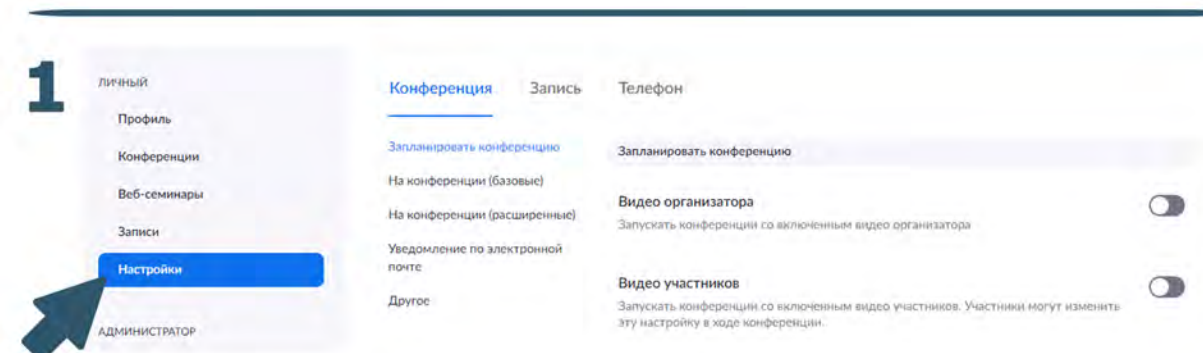 1
ЛИЧНЫЙ
Профиль
Конференции
Веб-семинары
Записи
Настройки
АДМИНИСТРАТОР
Конференция Запись Телефон
Запланировать конференцию
На конференции (базовые)
На конференции (расширенные)
Уведомление по электронной
почте
Другое
Запланировать конференцию
Видео организатора
Запускать конференции со включенным видео организатора
Видео участников
Запускать конференции со включенным видео участников. Участники могут изменить
эту настройку в ходе конференции.